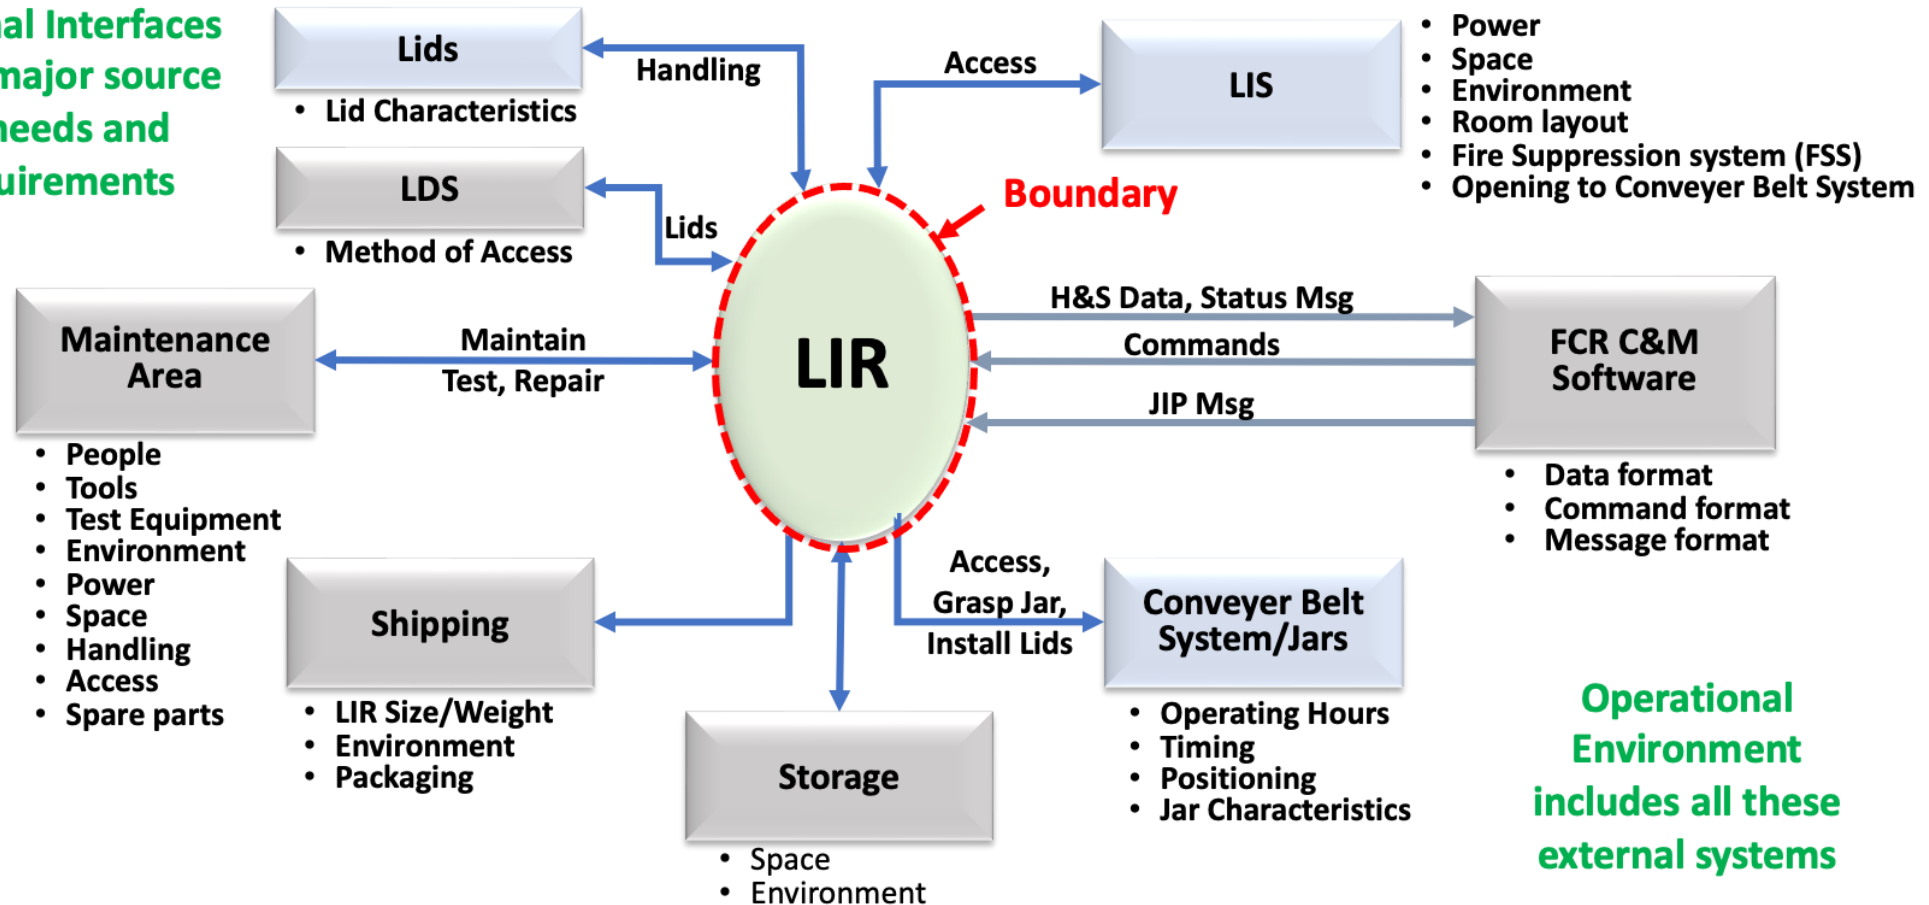 nal Interfaces
major source
needs and
uirements
Lids
• Lid Characteristics
Handling
LDS
• Method of Access
Lids
Access
LIS
• Power
• Space
• Environment
• Room layout
• Fire Suppression system (FSS)
• Opening to Conveyer Belt System
Boundary
Maintenance
Area
• People
• Tools
• Test Equipment
• Environment
• Power
• Space
• Handling
• Access
• Spare parts
Maintain
Test, Repair
LIR
H&S Data, Status Msg
Commands
JIP Msg
FCR C&M
Software
• Data format
• Command format
• Message format
Shipping
• LIR Size/Weight
• Environment
• Packaging
Storage
• Space
• Environment
Access,
Grasp Jar,
Install Lids
Conveyer Belt
System/Jars
• Operating Hours
• Timing
• Positioning
• Jar Characteristics
Operational
Environment
includes all these
external systems